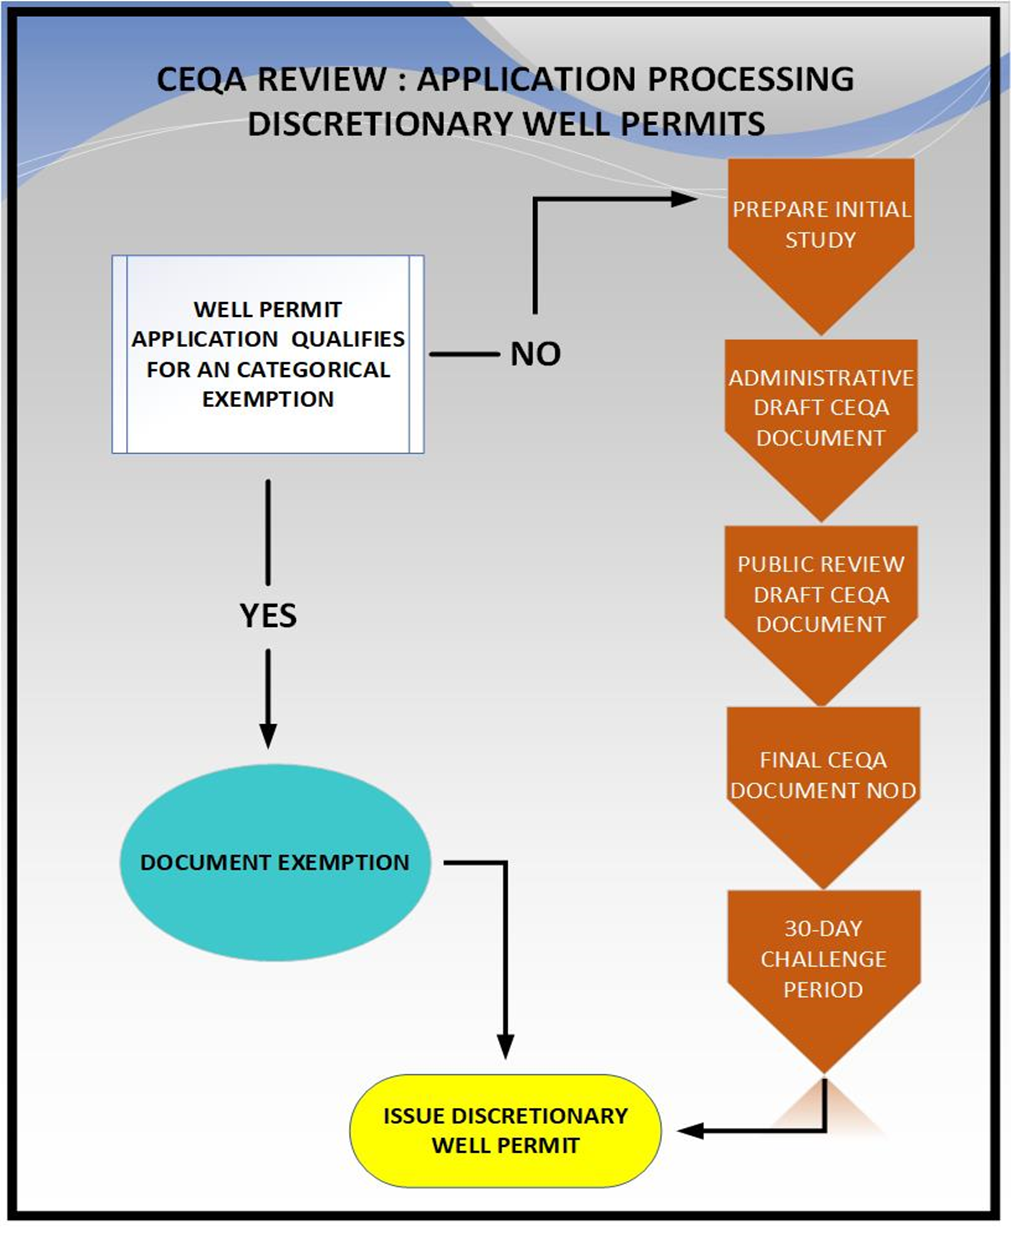 CEQA REVIEW : APPLICATION PROCESSING
DISCRETIONARY WELL PERMITS
WELL PERMIT
APPLICATION QUALIFIES
FOR AN CATEGORICAL
EXEMPTION
NO
YES
DOCUMENT EXEMPTION
PREPARE INITIAL
STUDY
ADMINISTRATIVE
DRAFT CEQA
DOCUMENT
PUBLIC REVIEW
DRAFT CEQA
DOCUMENT
FINAL CEQA
DOCUMENT NOD
30-DAY
CHALLENGE
PERIOD
ISSUE DISCRETIONARY
WELL PERMIT